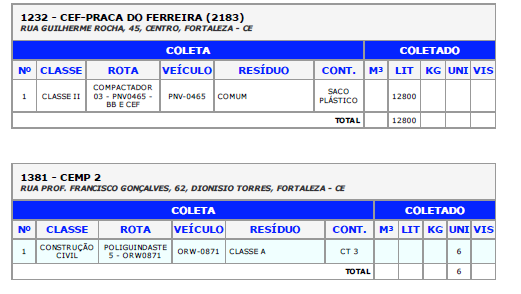 1232 - CEF-PRACA DO FERREIRA (2183)
RUA GUILHERME ROCHA, 45, CENTRO, FORTALEZA - CE
COLETA COLETADO
Nº CLASSE ROTA VEÍCULO RESÍDUO CONT. M³ LIT KG UNI VIS
1 CLASSE II COMPACTADOR 03 - PNV0465 - BB E CEF PNV-0465 COMUM SACO PLÁSTICO 12800
TOTAL 12800
1381 - CEMP 2
RUA PROF. FRANCISCO GONÇALVES, 62, DIONISIO TORRES, FORTALEZA - CE
COLETA COLETADO
Nº CLASSE ROTA VEÍCULO RESÍDUO CONT. M³ LIT KG UNI VIS
1 CONSTRUÇÃO CIVIL POLIGUINDASTE 5 - ORW0871 ORW-0871 CLASSE A CT 3 6
TOTAL 6